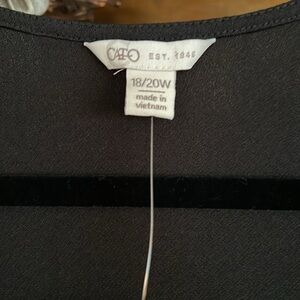 CATO EST. 1946
18/20W
made in
vietnam